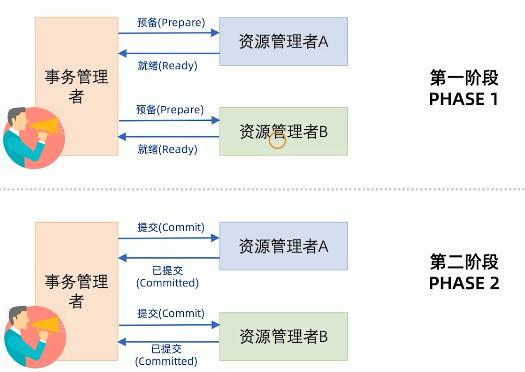 预备(Prepare)
资源管理者A
就绪(Ready)
事务管理
者
预备(Prepare)
资源管理者B
就绪(Ready)
第一阶段
PHASE 1
提交(Commit)
资源管理者A
已提交
(Committed)
事务管理
者
提交(Commit)
资源管理者B
已提交
(Committed)
第二阶段
PHASE 2